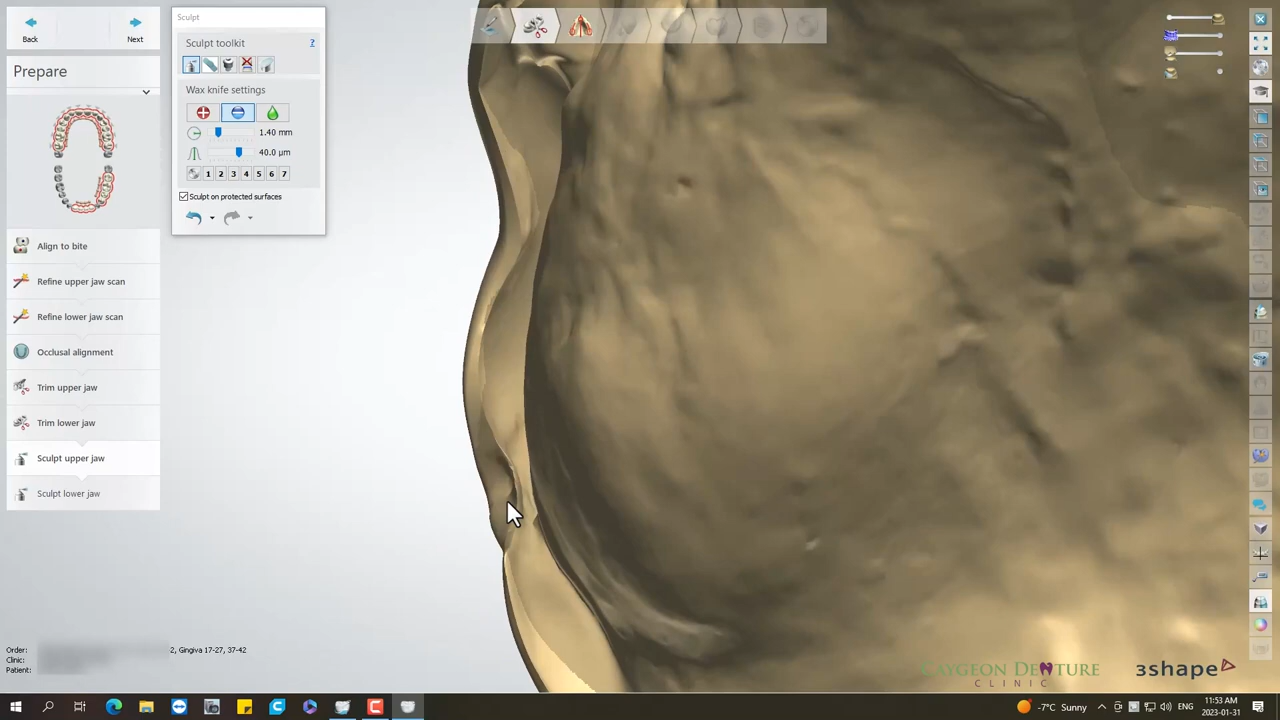 Back
Next
Prepare
Align to bite
Refine upper jaw scan
Refine lower jaw scan
Occlusal alignment
Trim upper jaw
Trim lower jaw
Sculpt upper jaw
Sculpt lower jaw
Sculpt
Sculpt toolkit
?
Wax knife settings
1.40 mm
40.0 µm
1 2 3 4 5 6 7
Sculpt on protected surfaces
Order: 2, Gingiva 17-27, 37-42
Clinic:
Patient:
KAYGEON DENTURE
CLINIC
3shape
-7°C Sunny
ENG
11:53 AM
2023-01-31